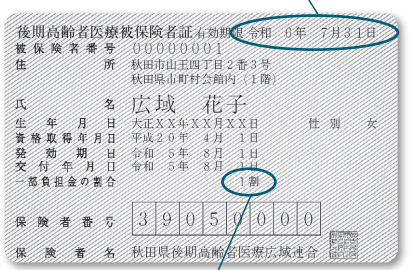 後期高齢者医療被保険者証 有効期限 令和 6年 7月31日
被保険者番号 00000001
住所 秋田市山王四丁目2番3号
秋田県市町村会館内（1階）
氏名 広域 花子
生年月日 大正XX年XX月XX日 性別 女
資格取得年月日 平成20年 4月 1日
発効期日 令和 5年 8月 1日
交付年月日 令和 5年 8月 1日
一部負担金の割合 1割
保険者番号 39050000
保険者名 秋田県後期高齢者医療広域連合